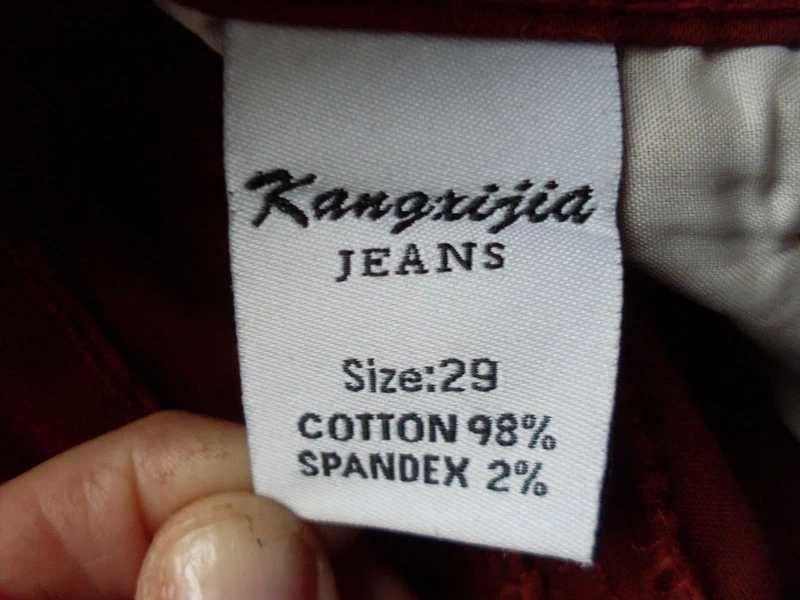 Kangxijia
JEANS
Size:29
COTTON 98%
SPANDEX 2%